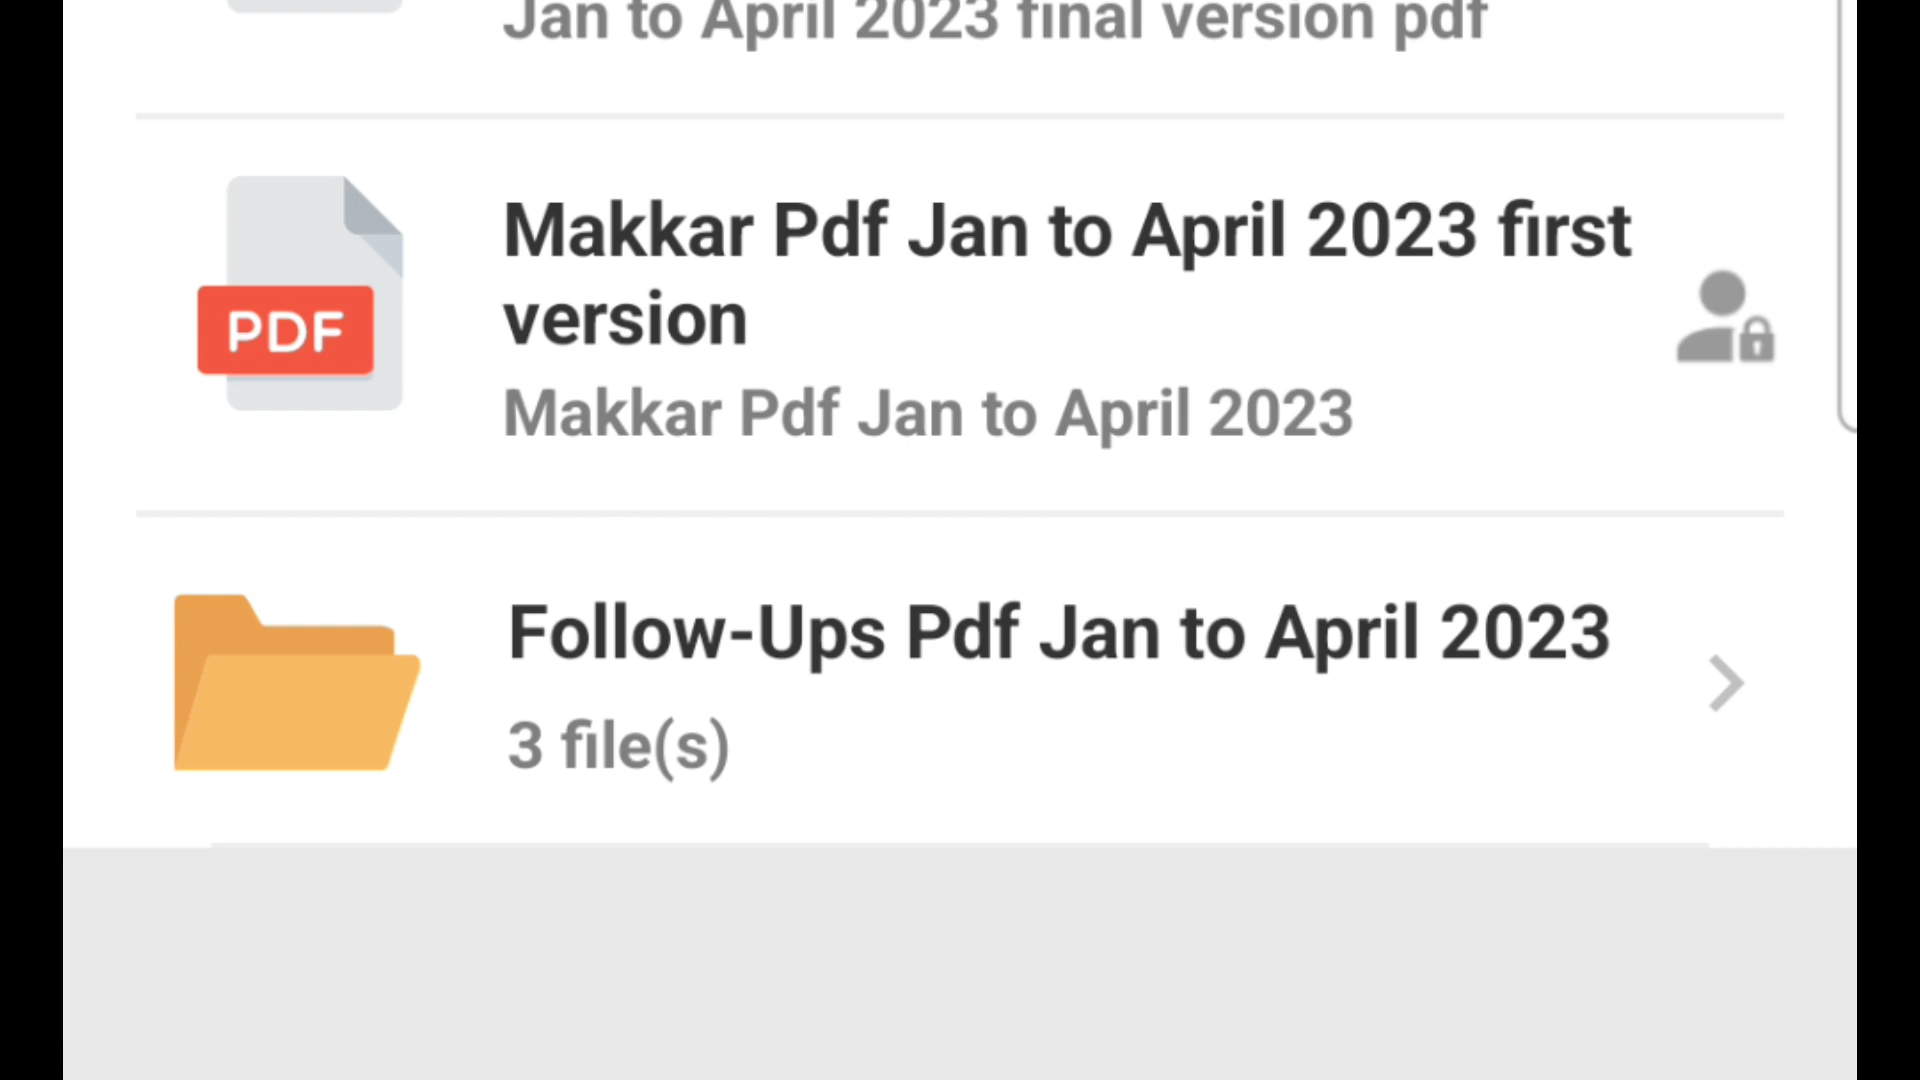 Jan to April 2023 final version pdf
PDF
Makkar Pdf Jan to April 2023 first
version
Makkar Pdf Jan to April 2023
Follow-Ups Pdf Jan to April 2023
3 file(s)